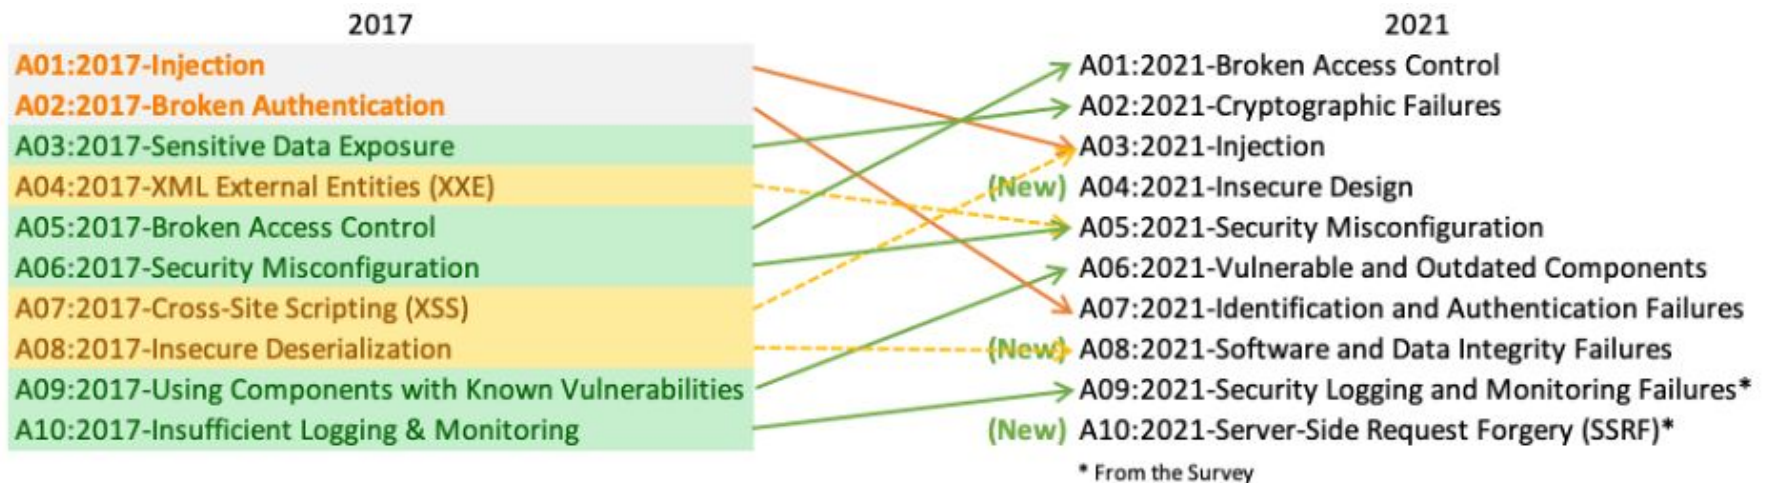 2017
A01:2017-Injection
A02:2017-Broken Authentication
A03:2017-Sensitive Data Exposure
A04:2017-XML External Entities (XXE)
A05:2017-Broken Access Control
A06:2017-Security Misconfiguration
A07:2017-Cross-Site Scripting (XSS)
A08:2017-Insecure Deserialization
A09:2017-Using Components with Known Vulnerabilities
A10:2017-Insufficient Logging & Monitoring
2021
A01:2021-Broken Access Control
A02:2021-Cryptographic Failures
A03:2021-Injection
(New) A04:2021-Insecure Design
A05:2021-Security Misconfiguration
A06:2021-Vulnerable and Outdated Components
A07:2021-Identification and Authentication Failures
(New) A08:2021-Software and Data Integrity Failures
A09:2021-Security Logging and Monitoring Failures*
(New) A10:2021-Server-Side Request Forgery (SSRF)*
* From the Survey